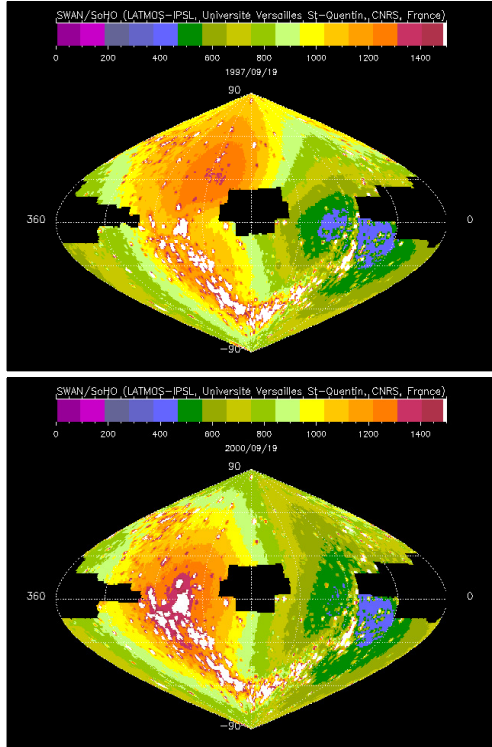 SWAN/SoHO (LATMOS-IPSL, Université Versailles St-Quentin, CNRS, France)
0 200 400 600 800 1000 1200 1400
1997/09/19
90
360 0
-90
SWAN/SoHO (LATMOS-IPSL, Université Versailles St-Quentin, CNRS, France)
0 200 400 600 800 1000 1200 1400
2000/09/19
90
360 0
-90